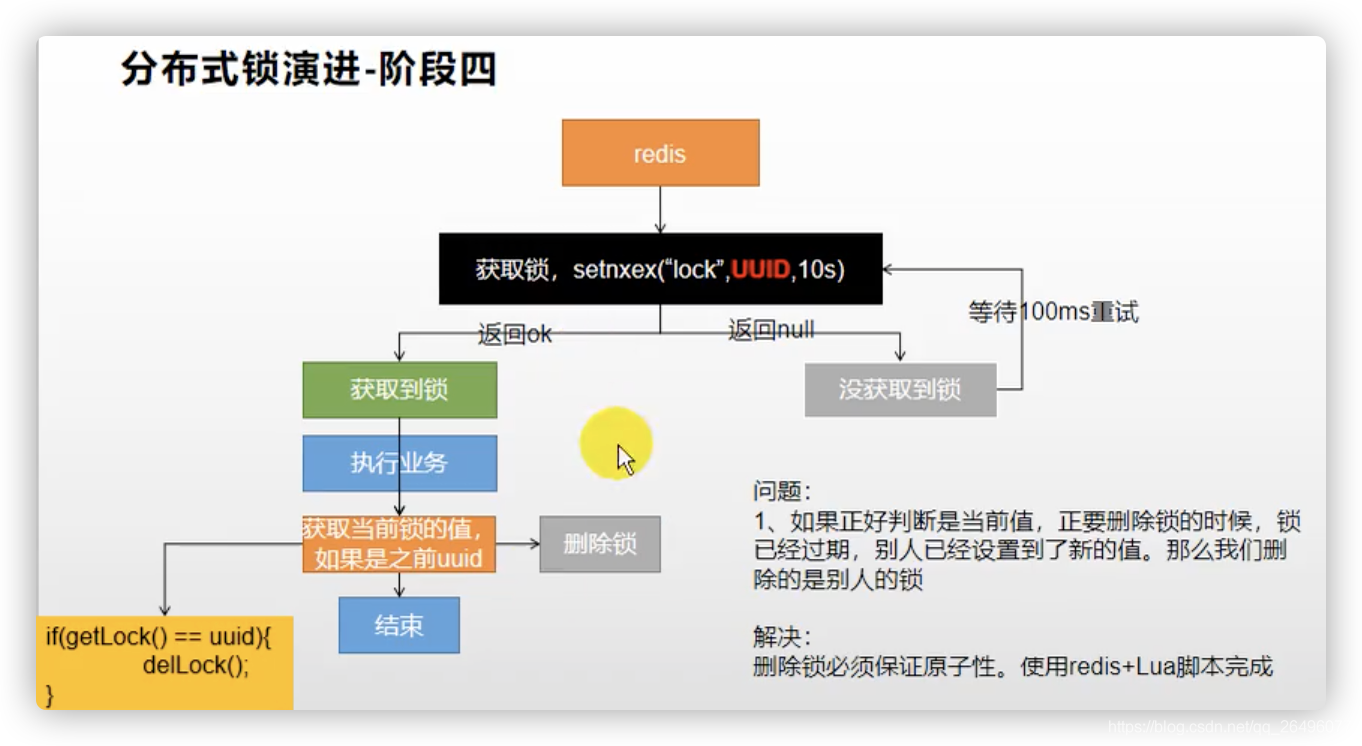 分布式锁演进-阶段四
redis
获取锁，setnxex(“lock”,UUID,10s)
等待100ms重试
返回ok
返回null
获取到锁
没获取到锁
执行业务
获取当前锁的值，
如果是之前uuid
删除锁
结束
if(getLock() == uuid){
delLock();
}
问题：
1、如果正好判断是当前值，正要删除锁的时候，锁
已经过期，别人已经设置到了新的值。那么我们删
除的是别人的锁
解决：
删除锁必须保证原子性。使用redis+Lua脚本完成